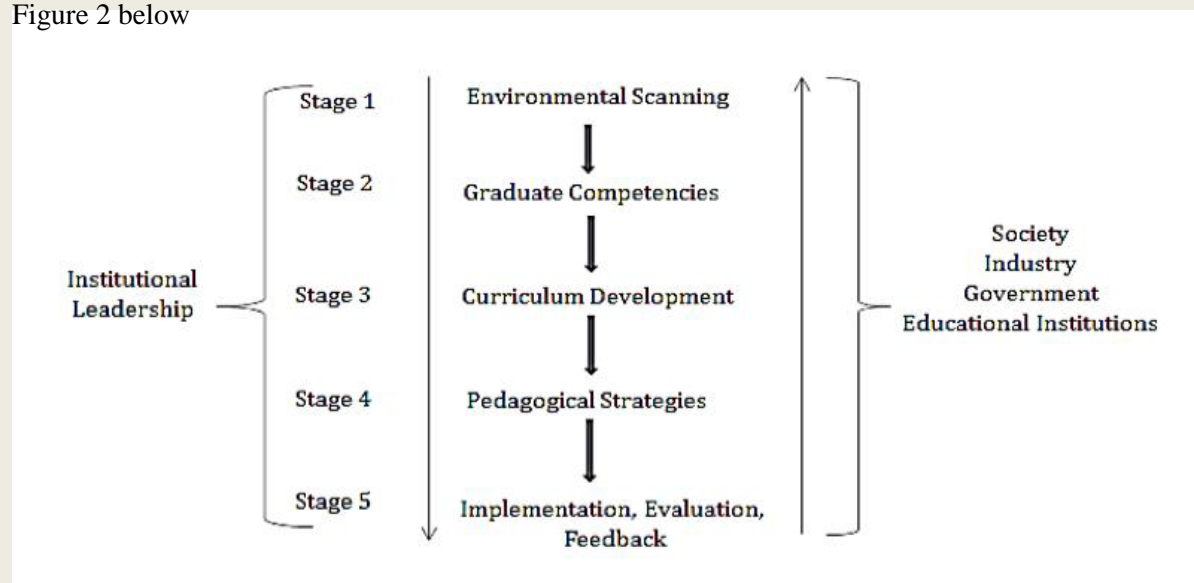 Figure 2 below
Stage 1
Environmental Scanning
Stage 2
Graduate Competencies
Institutional
Leadership
Stage 3
Curriculum Development
Society
Industry
Government
Educational Institutions
Stage 4
Pedagogical Strategies
Stage 5
Implementation, Evaluation,
Feedback